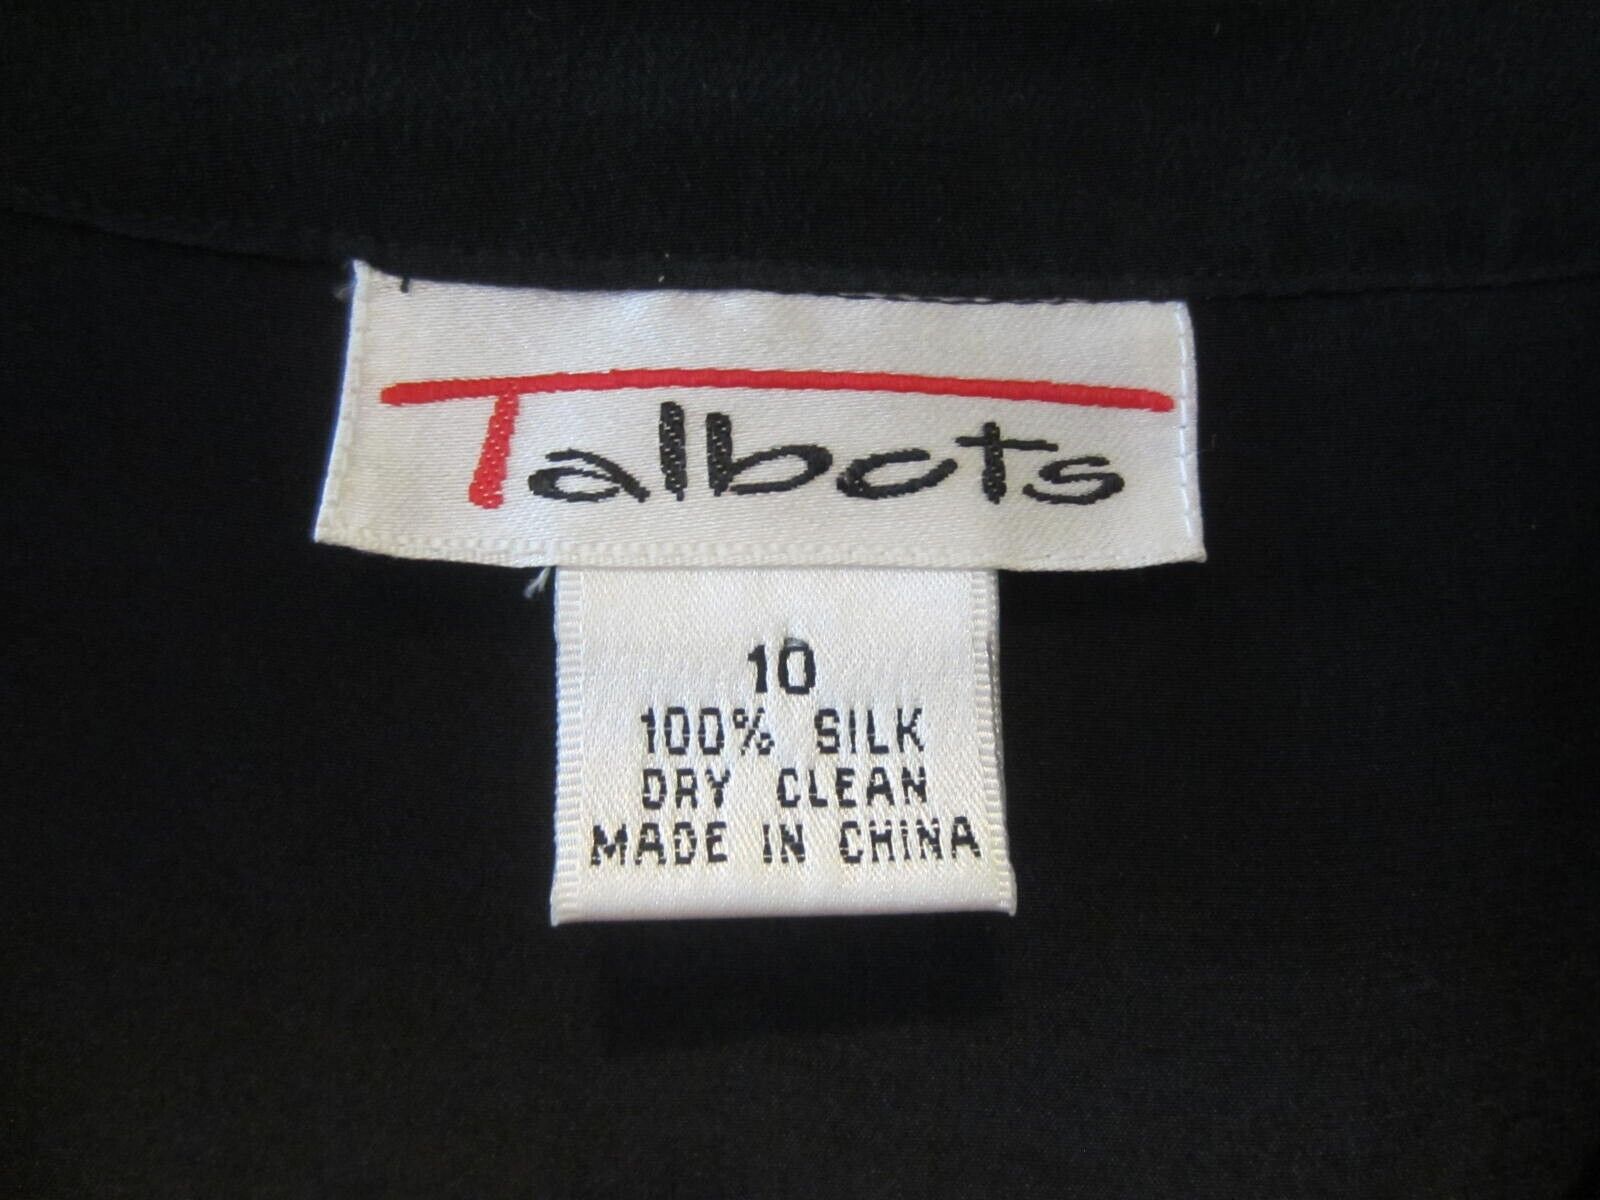 Talbots
10
100% SILK
DRY CLEAN
MADE IN CHINA